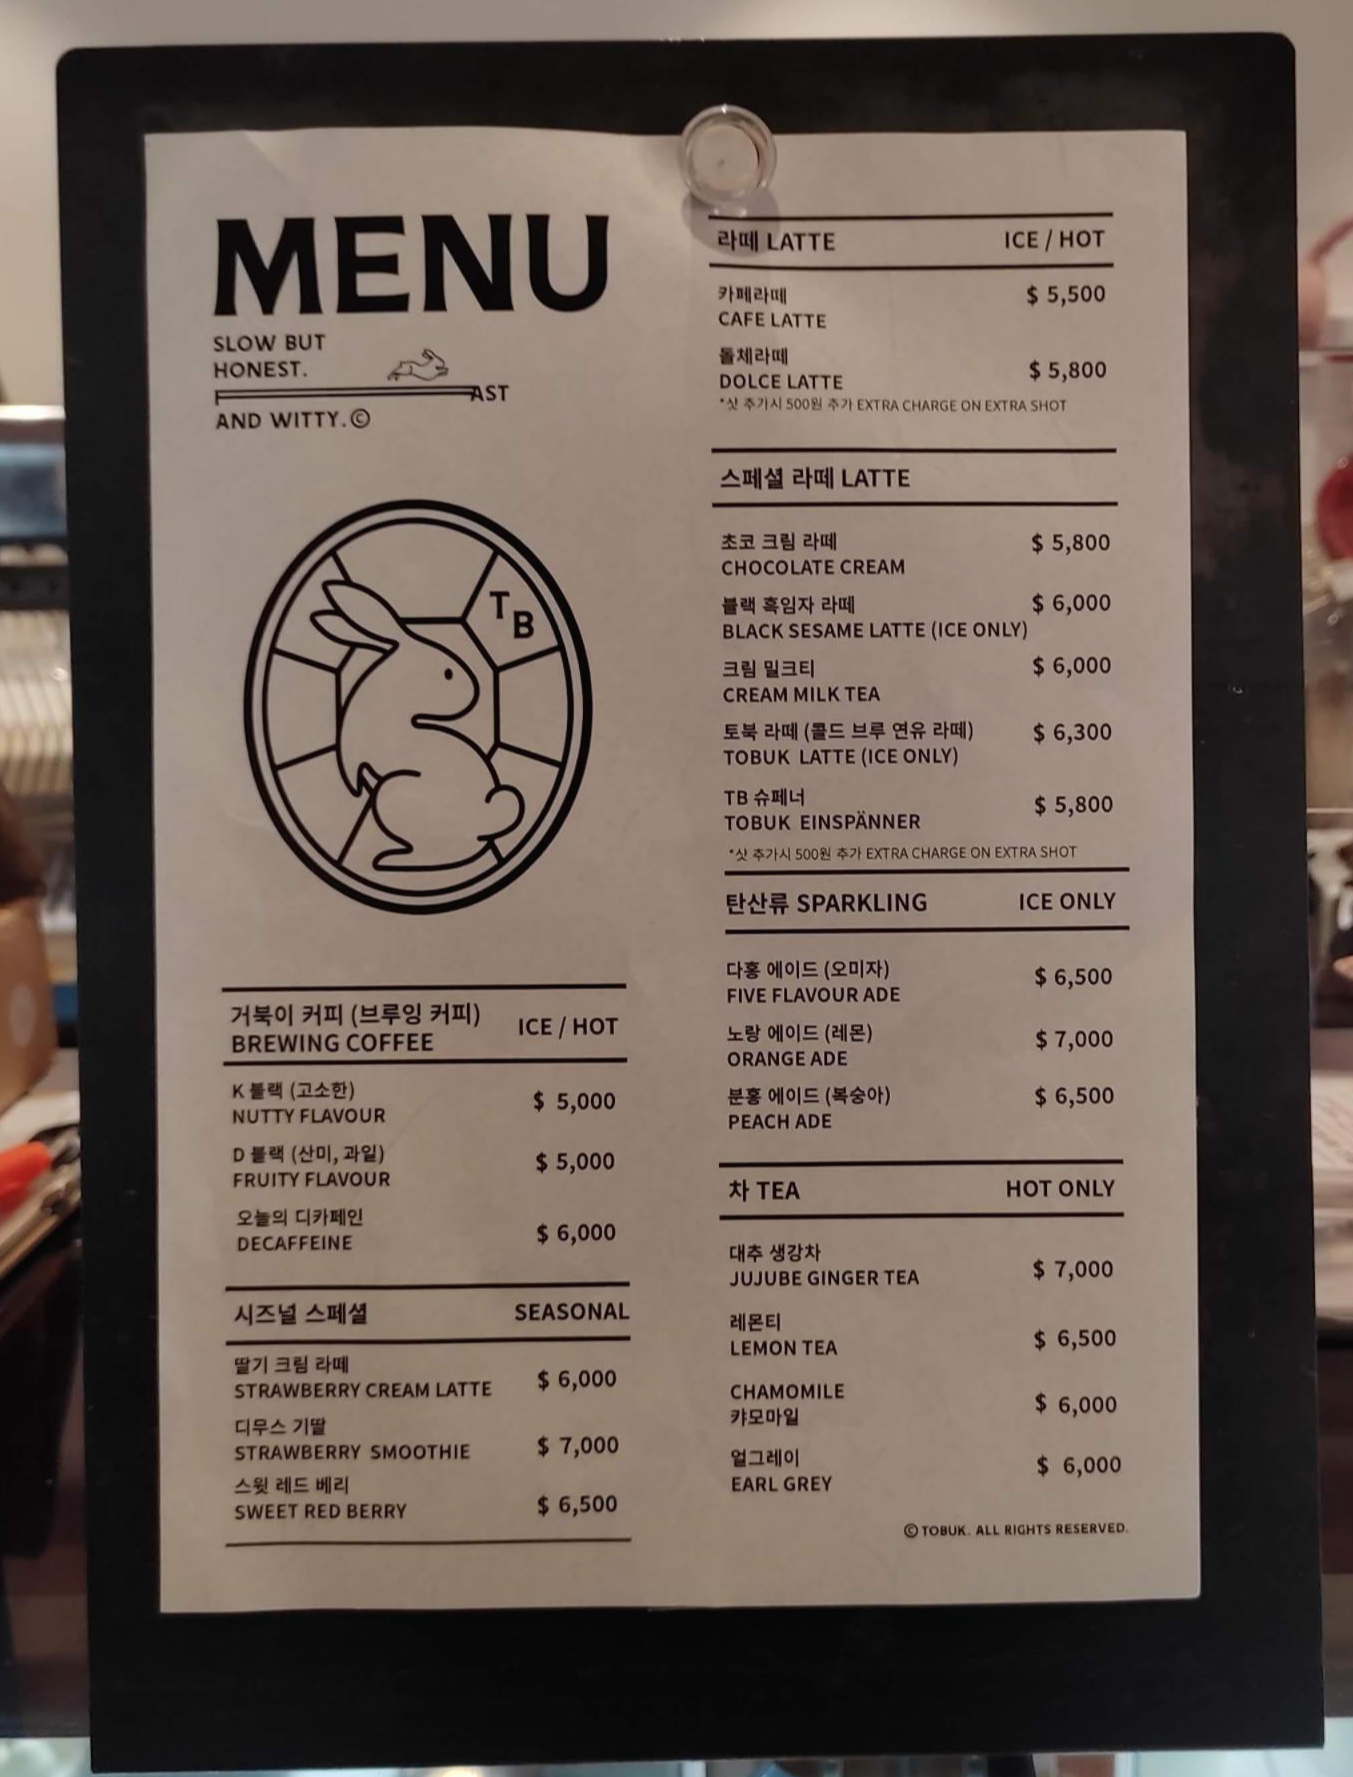 MENU
SLOW BUT
HONEST.
FAST
AND WITTY.©
T
B
거북이 커피 (브루잉 커피)
BREWING COFFEE
ICE / HOT
K 블랙 (고소한)
NUTTY FLAVOUR
$ 5,000
D 블랙 (산미, 과일)
FRUITY FLAVOUR
$ 5,000
오늘의 디카페인
DECAFFEINE
$ 6,000
시즈널 스페셜 SEASONAL
딸기 크림 라떼
STRAWBERRY CREAM LATTE
$ 6,000
디무스 기딸
STRAWBERRY SMOOTHIE
$ 7,000
스윗 레드 베리
SWEET RED BERRY
$ 6,500
라떼 LATTE ICE / HOT
카페라떼 $ 5,500
CAFE LATTE
돌체라떼
DOLCE LATTE
$ 5,800
*샷 추가시 500원 추가 EXTRA CHARGE ON EXTRA SHOT
스페셜 라떼 LATTE
초코 크림 라떼 $ 5,800
CHOCOLATE CREAM
블랙 흑임자 라떼 $ 6,000
BLACK SESAME LATTE (ICE ONLY)
크림 밀크티 $ 6,000
CREAM MILK TEA
토북 라떼 (콜드 브루 연유 라떼) $ 6,300
TOBUK LATTE (ICE ONLY)
TB 슈페너 $ 5,800
TOBUK EINSPÄNNER
*샷 추가시 500원 추가 EXTRA CHARGE ON EXTRA SHOT
탄산류 SPARKLING ICE ONLY
다홍 에이드 (오미자) $ 6,500
FIVE FLAVOUR ADE
노랑 에이드 (레몬) $ 7,000
ORANGE ADE
분홍 에이드 (복숭아) $ 6,500
PEACH ADE
차 TEA HOT ONLY
대추 생강차
JUJUBE GINGER TEA
$ 7,000
레몬티
LEMON TEA
$ 6,500
CHAMOMILE
캬모마일
$ 6,000
얼그레이 $ 6,000
EARL GREY
© TOBUK. ALL RIGHTS RESERVED.